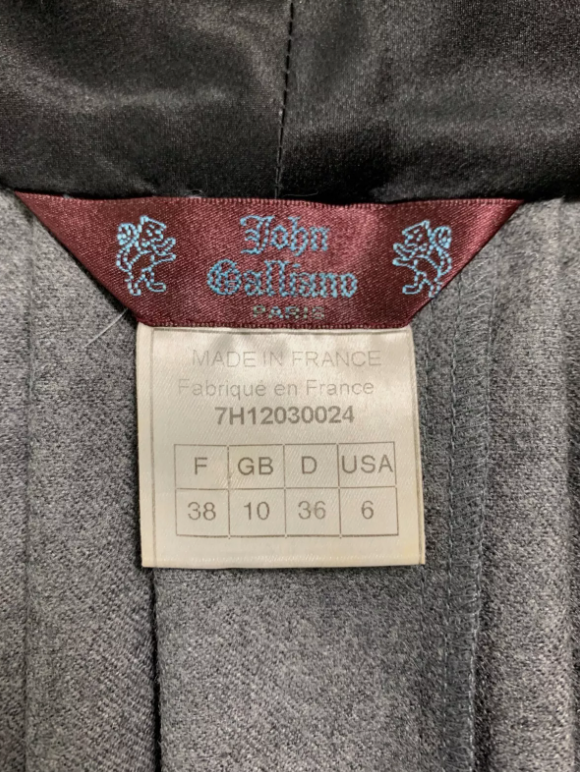 John
Galliano
PARIS
MADE IN FRANCE
Fabriqué en France
7H12030024
F GB D USA
38 10 36 6